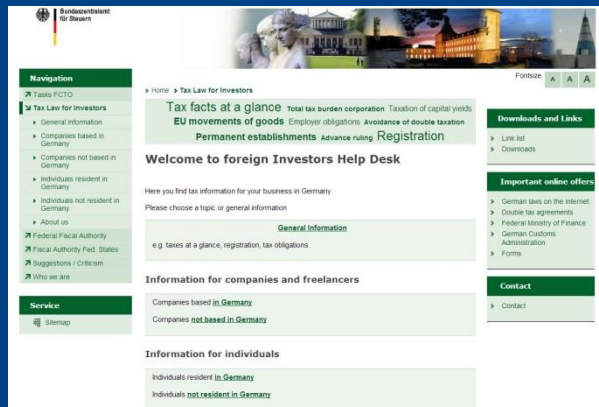 Bundeszentralamt
für Steuern
Fontsize A A A
Navigation
Tasks FCTO
Tax Law for Investors
General Information
Companies based in
Germany
Companies not based in
Germany
Individuals resident in
Germany
Individuals not resident in
Germany
About us
Federal Fiscal Authority
Fiscal Authority Fed. States
Suggestions / Criticism
Who we are
Service
Sitemap
Home Tax Law for Investors
Tax facts at a glance Total tax burden corporation Taxation of capital yields
EU movements of goods Employer obligations Avoidance of double taxation
Permanent establishments Advance ruling Registration
Welcome to foreign Investors Help Desk
Here you find tax information for your business in Germany
Please choose a topic or general information
General Information
e.g. taxes at a glance, registration, tax obligations
Information for companies and freelancers
Companies based in Germany
Companies not based in Germany
Information for individuals
Individuals resident in Germany
Individuals not resident in Germany
Downloads and Links
Link list
Downloads
Important online offers
German laws on the internet
Double tax agreements
Federal Ministry of Finance
German Customs
Administration
Forms
Contact
Contact